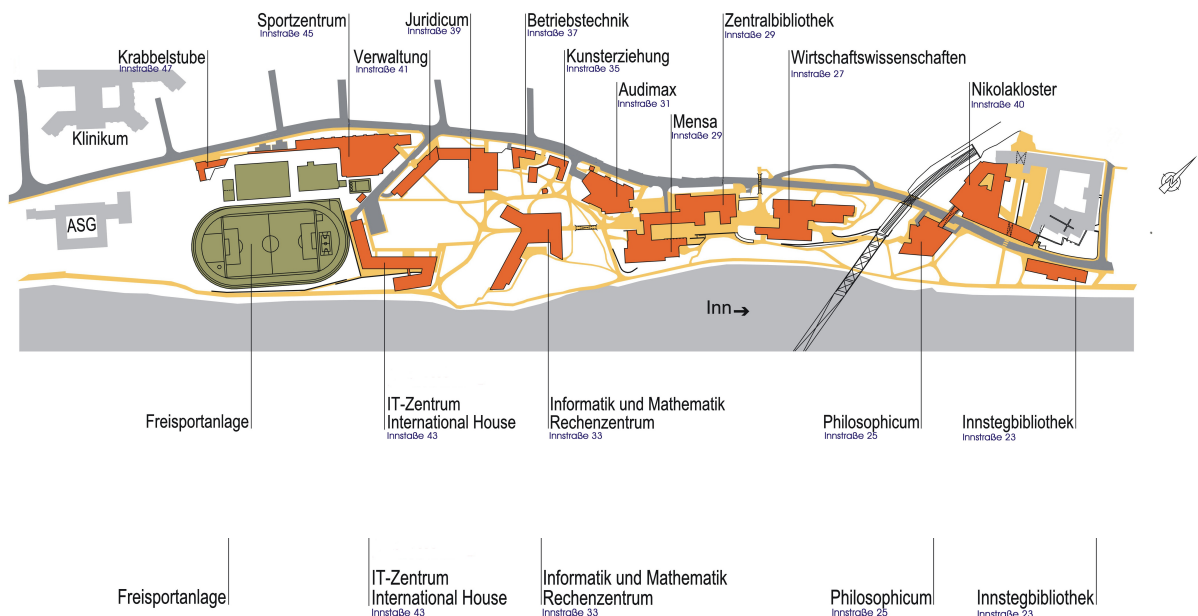 Sportzentrum
Innstraße 45
Juridicum
Innstraße 39
Betriebstechnik
Innstraße 37
Zentralbibliothek
Innstraße 29
Krabbelstube
Innstraße 47
Verwaltung
Innstraße 41
Kunsterziehung
Innstraße 35
Wirtschaftswissenschaften
Innstraße 27
Audimax
Innstraße 31
Nikolakloster
Innstraße 40
Mensa
Innstaße 29
Klinikum
ASG
Inn
Freisportanlage
IT-Zentrum
International House
Innstraße 43
Informatik und Mathematik
Rechenzentrum
Innstraße 33
Philosophicum
Innstraße 25
Innstegbibliothek
Innstraße 23
Freisportanlage
IT-Zentrum
International House
Innstraße 43
Informatik und Mathematik
Rechenzentrum
Innstraße 33
Philosophicum
Innstraße 25
Innstegbibliothek
Innstraße 23